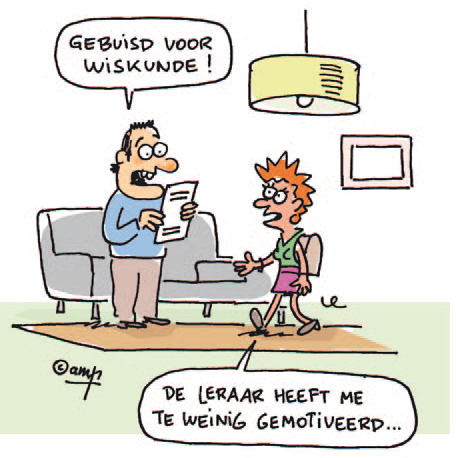 GEBUISD VOOR
WISKUNDE!
©amp
DE LERAAR HEEFT ME
TE WEINIG GEMOTIVEERD...